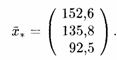 x̄* = ( 152,6
135,8
92,5 ).